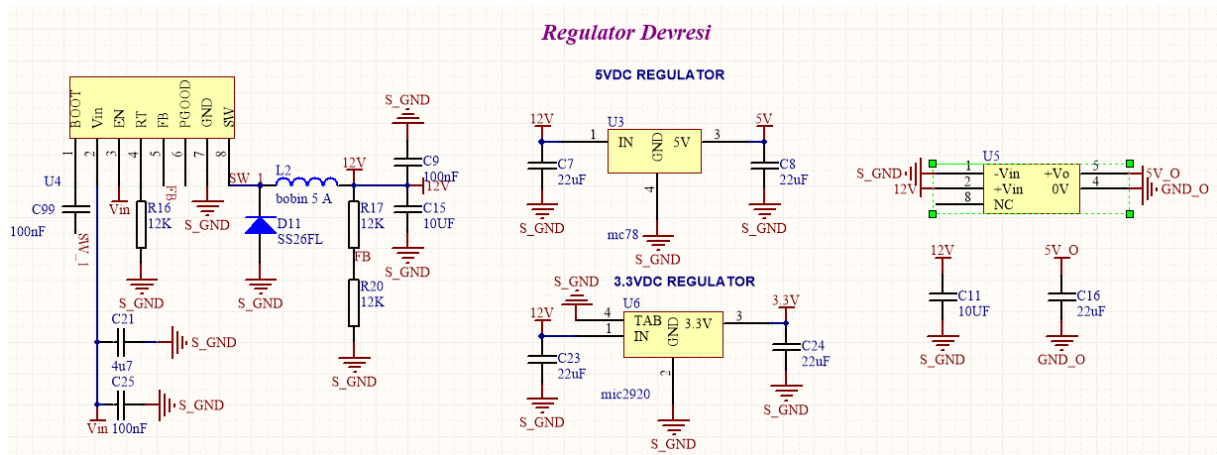 Regulator Devresi
BOOT
Vin
EN
RT
FB
PGOOD
GND
SW
1
2
3
4
5
6
7
8
U4
C99
100nF
SW_1
Vin
R16
12K
S_GND
FB
S_GND
SW_1
L2
bobin 5 A
D11
SS26FL
S_GND
12V
R17
12K
FB
R20
12K
S_GND
S_GND
C9
100nF
12V
C15
10UF
S_GND
C21
4u7
S_GND
C25
100nF
S_GND
Vin
5VDC REGULATOR
12V
C7
22uF
S_GND
U3
1
IN
GND
5V
3
4
mc78
S_GND
5V
C8
22uF
S_GND
3.3VDC REGULATOR
S_GND
12V
C23
22uF
S_GND
U6
4
TAB
1
IN
GND
3.3V
3
2
mic2920
S_GND
3.3V
C24
22uF
S_GND
U5
S_GND
1
-Vin
+Vo
5
5V_O
12V
2
+Vin
0V
4
GND_O
8
NC
12V
C11
10UF
S_GND
5V_O
C16
22uF
GND_O